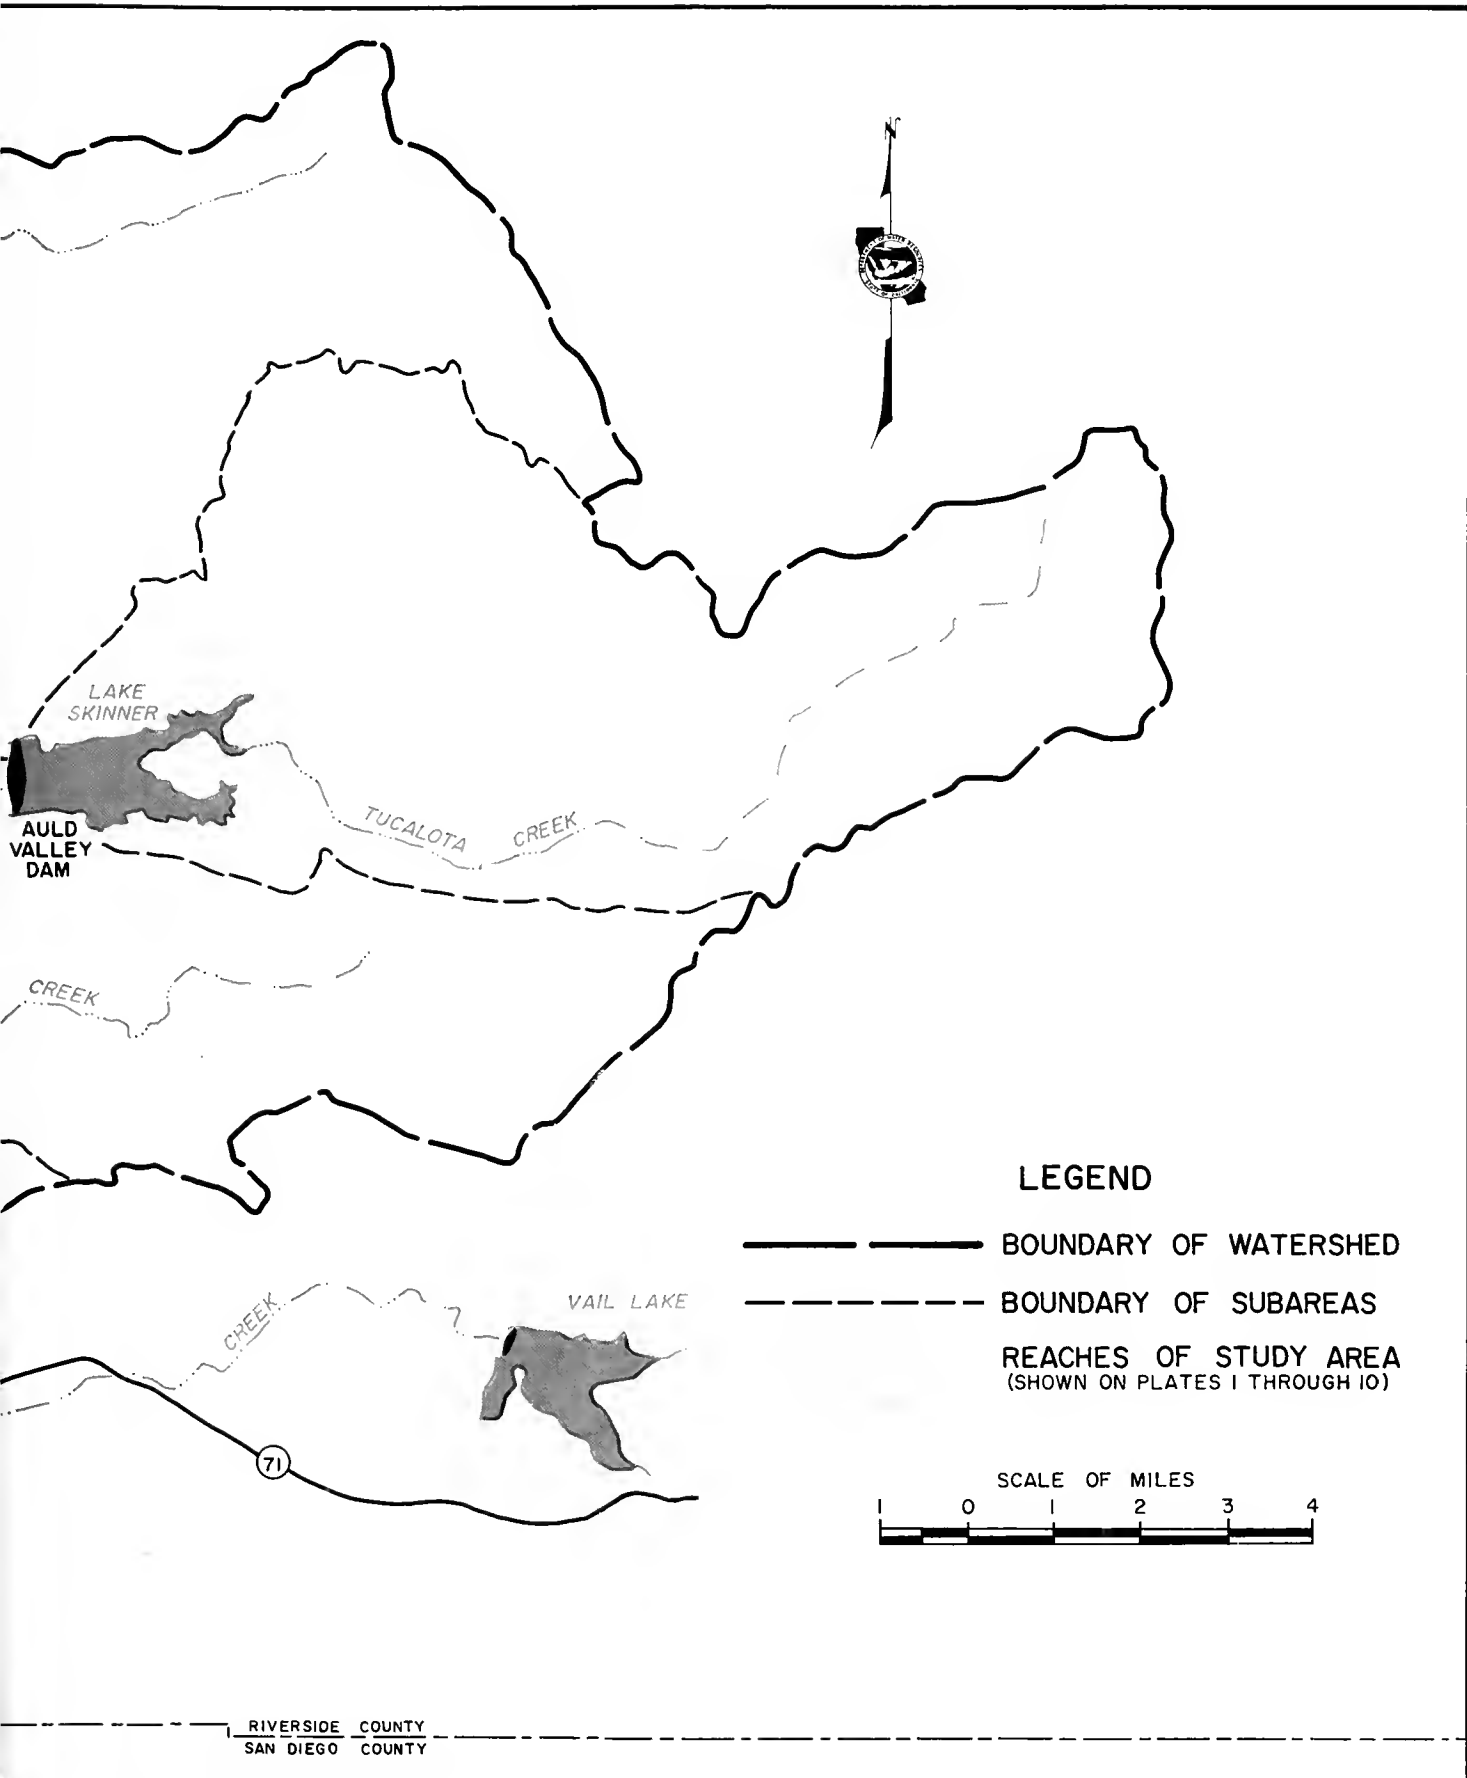 N
LAKE
SKINNER
AULD
VALLEY
DAM
TUCALOTA CREEK
CREEK
LEGEND
BOUNDARY OF WATERSHED
BOUNDARY OF SUBAREAS
REACHES OF STUDY AREA
(SHOWN ON PLATES 1 THROUGH 10)
VAIL LAKE
CREEK
71
SCALE OF MILES
1 0 1 2 3 4
RIVERSIDE COUNTY
SAN DIEGO COUNTY